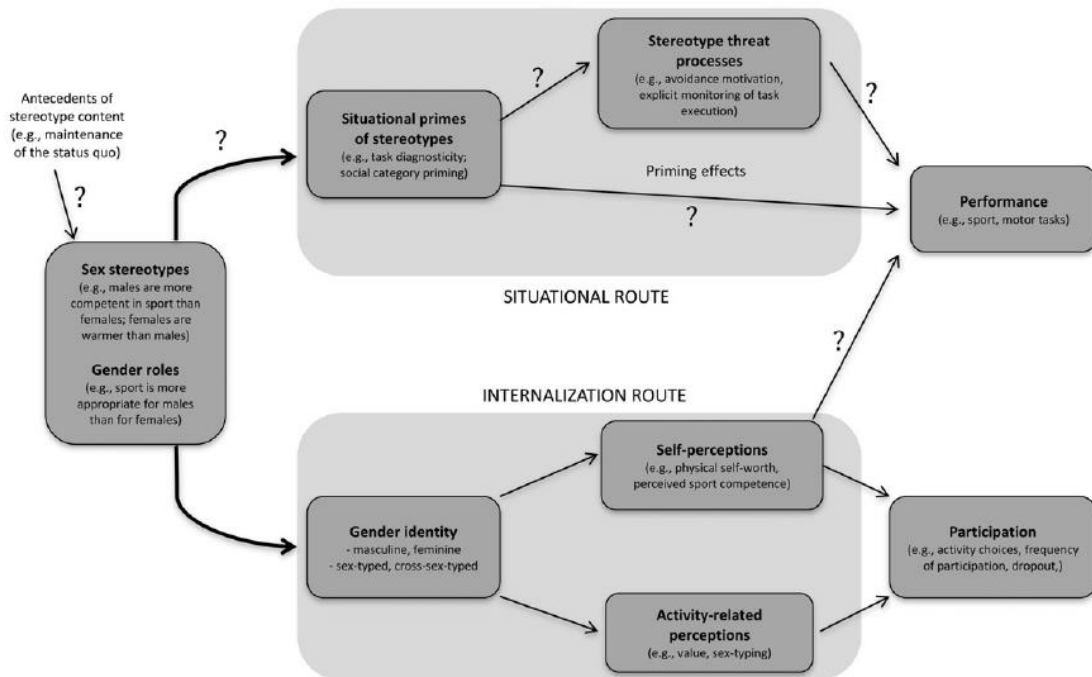 Antecedents of
stereotype content
(e.g., maintenance
of the status quo)
?
?
Sex stereotypes
(e.g., males are more
competent in sport than
females; females are
warmer than males)
Gender roles
(e.g., sport is more
appropriate for males
than for females)
Situational primes
of stereotypes
(e.g., task diagnosticity;
social category priming)
?
Stereotype threat
processes
(e.g., avoidance motivation,
explicit monitoring of task
execution)
?
Priming effects
?
Performance
(e.g., sport, motor tasks)
SITUATIONAL ROUTE
?
INTERNALIZATION ROUTE
Gender identity
- masculine, feminine
- sex-typed, cross-sex-typed
Self-perceptions
(e.g., physical self-worth,
perceived sport competence)
Activity-related
perceptions
(e.g., value, sex-typing)
Participation
(e.g., activity choices, frequency
of participation, dropout,)